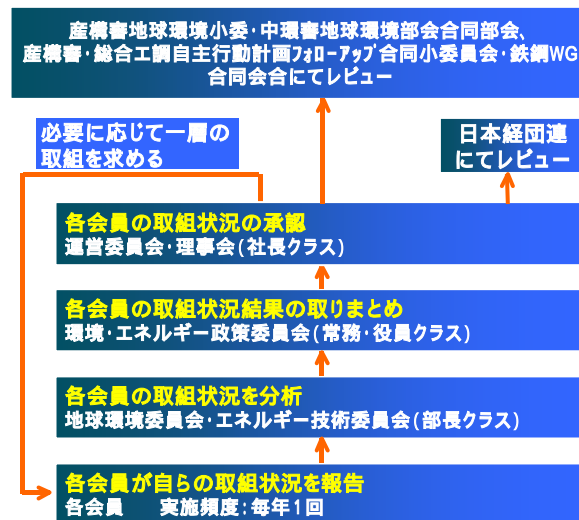 産構審地球環境小委・中環審地球環境部会合同部会、
産構審・総合エ調自主行動計画ﾌｫﾛｰｱｯﾌﾟ合同小委員会・鉄鋼WG
合同会合にてレビュー
必要に応じて一層の
取組を求める
日本経団連
にてレビュー
各会員の取組状況の承認
運営委員会・理事会(社長クラス)
各会員の取組状況結果の取りまとめ
環境・エネルギー政策委員会(常務・役員クラス)
各会員の取組状況を分析
地球環境委員会・エネルギー技術委員会(部長クラス)
各会員が自らの取組状況を報告
各会員　実施頻度:毎年1回